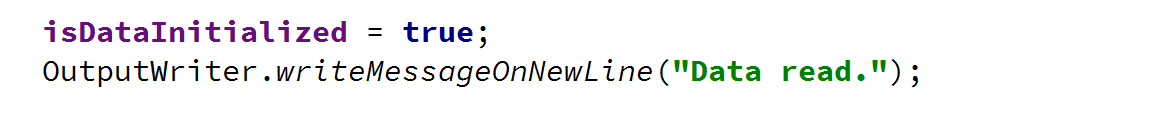 isDataInitialized = true;
OutputWriter.writeMessageOnNewLine("Data read.");